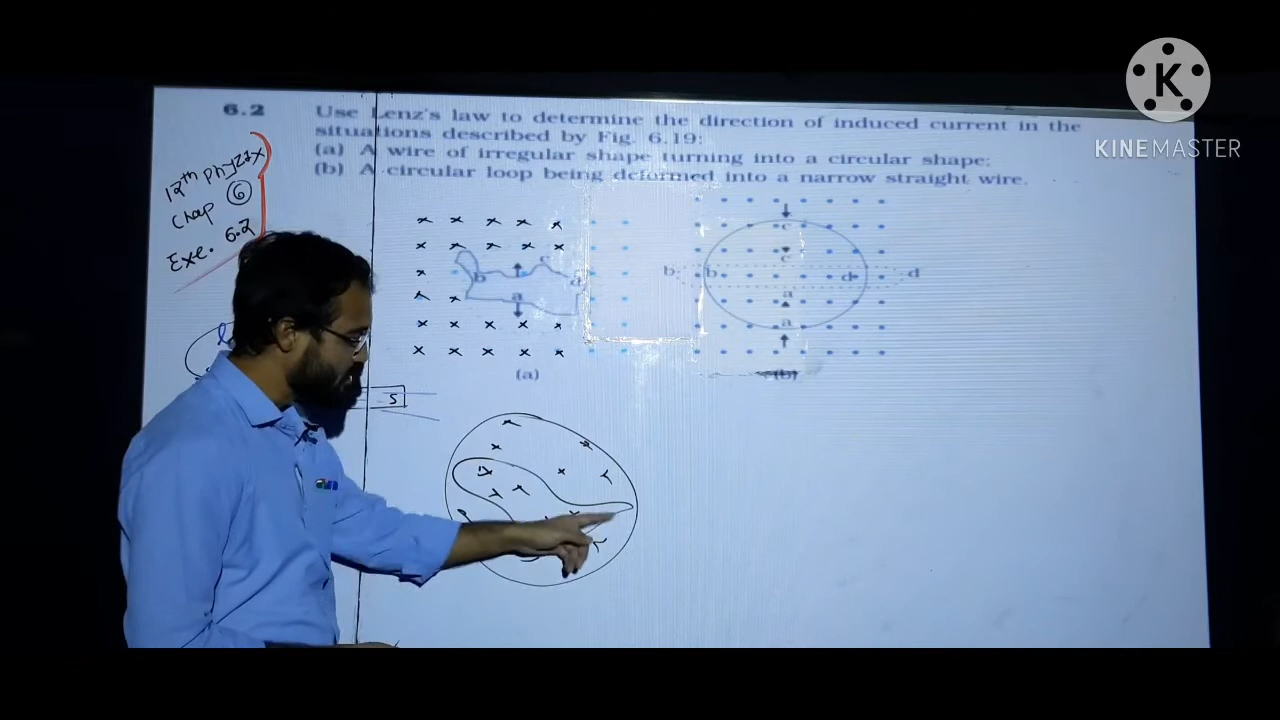 K
KINEMASTER
6.2 Use Lenz's law to determine the direction of induced current in the
situations described by Fig. 6.19:
(a) A wire of irregular shape turning into a circular shape;
(b) A circular loop being deformed into a narrow straight wire.
12th Phyzix
Chap 6
Exe. 6.2
c
b
d
a
(a)
c
c
b b d d
a
a
(b)
S